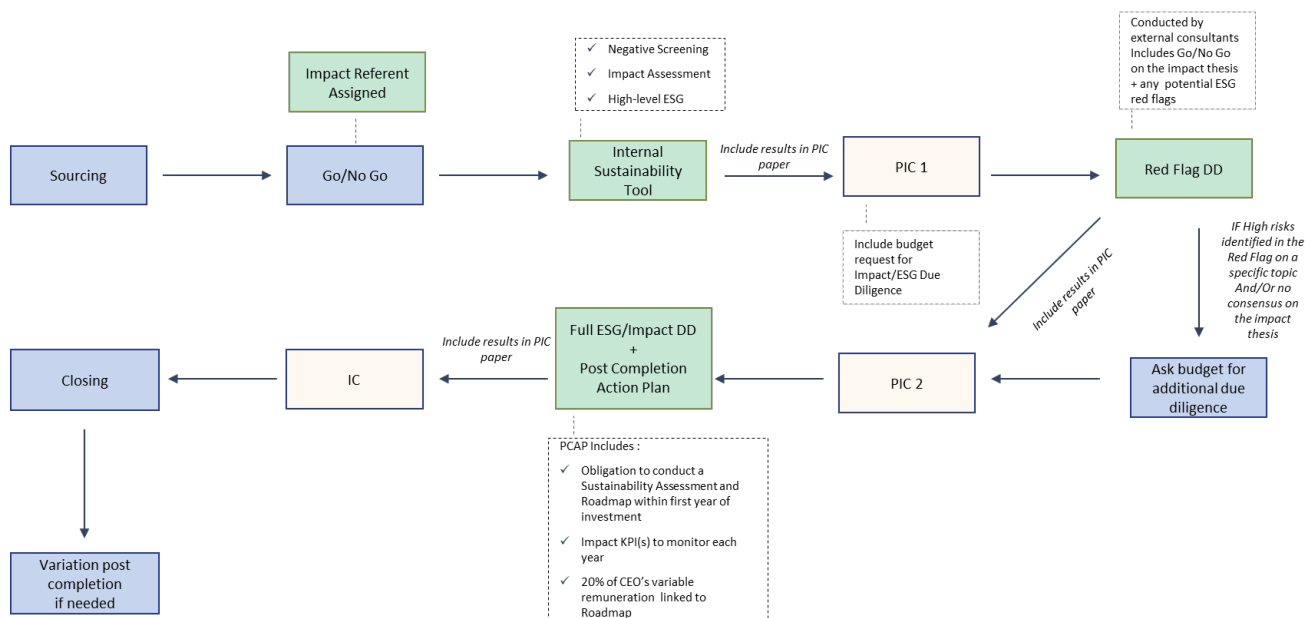 Impact Referent
Assigned
✓ Negative Screening
✓ Impact Assessment
✓ High-level ESG
Conducted by
external consultants
Includes Go/No Go
on the impact thesis
+ any potential ESG
red flags
Sourcing
Go/No Go
Internal
Sustainability
Tool
Include results in PIC
paper
PIC 1
Red Flag DD
Include budget
request for
Impact/ESG Due
Diligence
Include results in PIC
paper
IF High risks
identified in the
Red Flag on a
specific topic
And/Or no
consensus on
the impact
thesis
Closing
IC
Include results in PIC
paper
Full ESG/Impact DD
+
Post Completion
Action Plan
PIC 2
Ask budget for
additional due
diligence
PCAP Includes :
✓ Obligation to conduct a
Sustainability Assessment and
Roadmap within first year of
investment
✓ Impact KPI(s) to monitor each
year
✓ 20% of CEO's variable
remuneration linked to
Roadmap
Variation post
completion
if needed